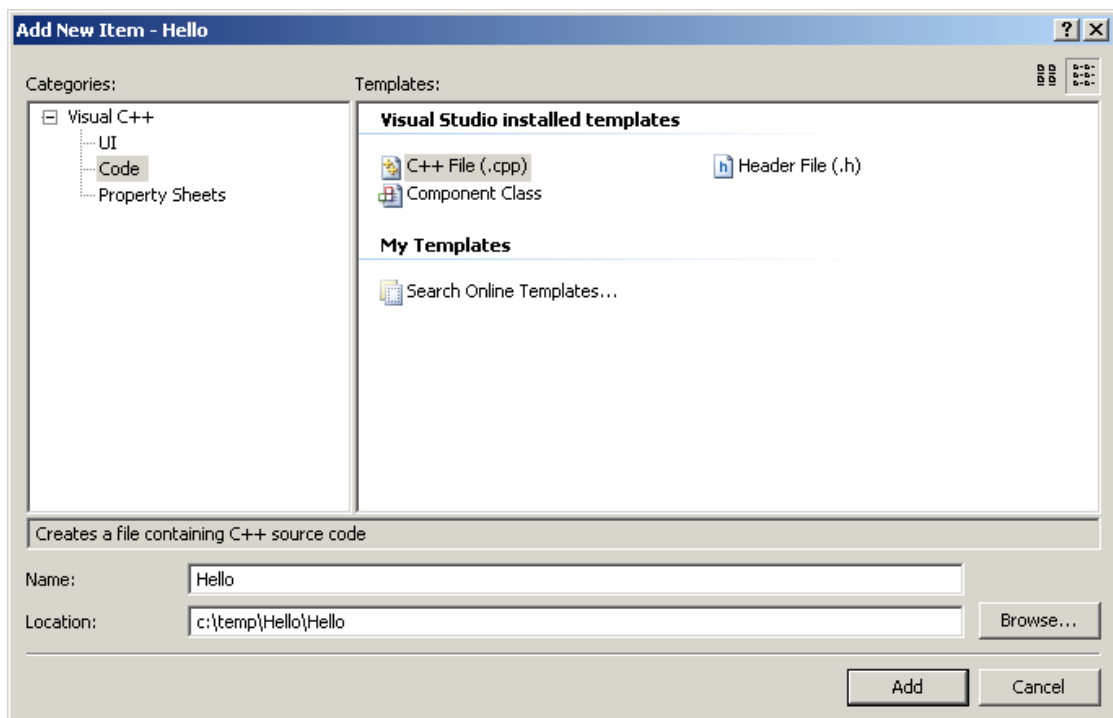 Add New Item - Hello
Categories:
Templates:
Visual C++
UI
Code
Property Sheets
Visual Studio installed templates
C++ File (.cpp)
Header File (.h)
Component Class
My Templates
Search Online Templates...
Creates a file containing C++ source code
Name:
Hello
Location:
c:\temp\Hello\Hello
Browse...
Add
Cancel